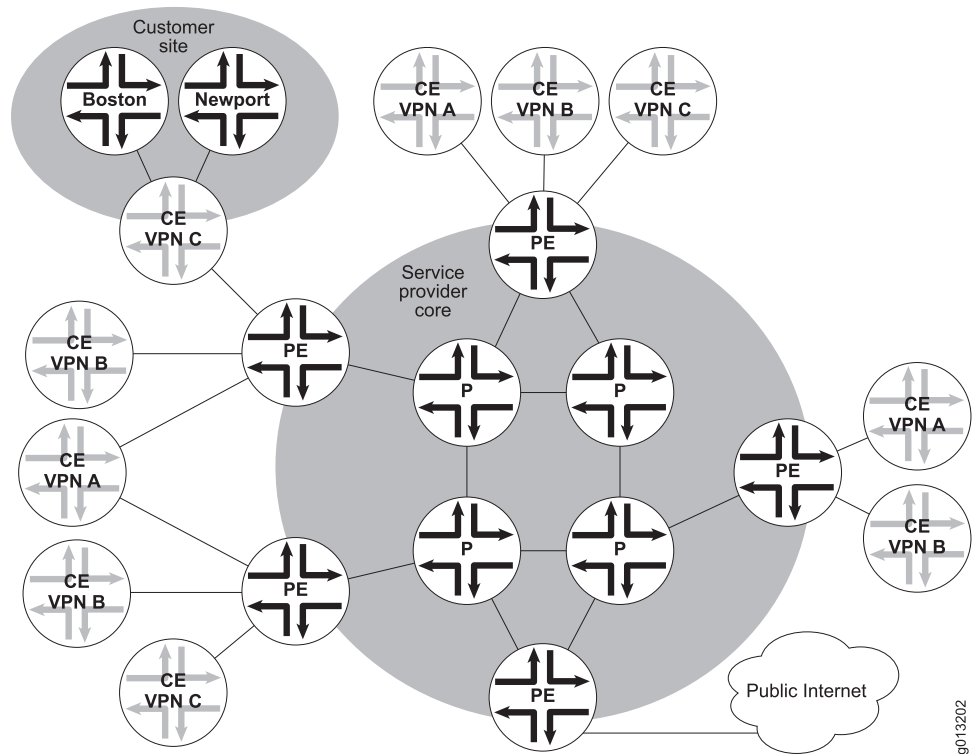 Customer
site
Boston
Newport
CE
VPN A
CE
VPN B
CE
VPN C
CE
VPN C
PE
Service
provider
core
CE
VPN B
PE
P
P
CE
VPN A
CE
VPN A
PE
CE
VPN B
P
P
CE
VPN B
PE
CE
VPN C
PE
Public Internet
g013202